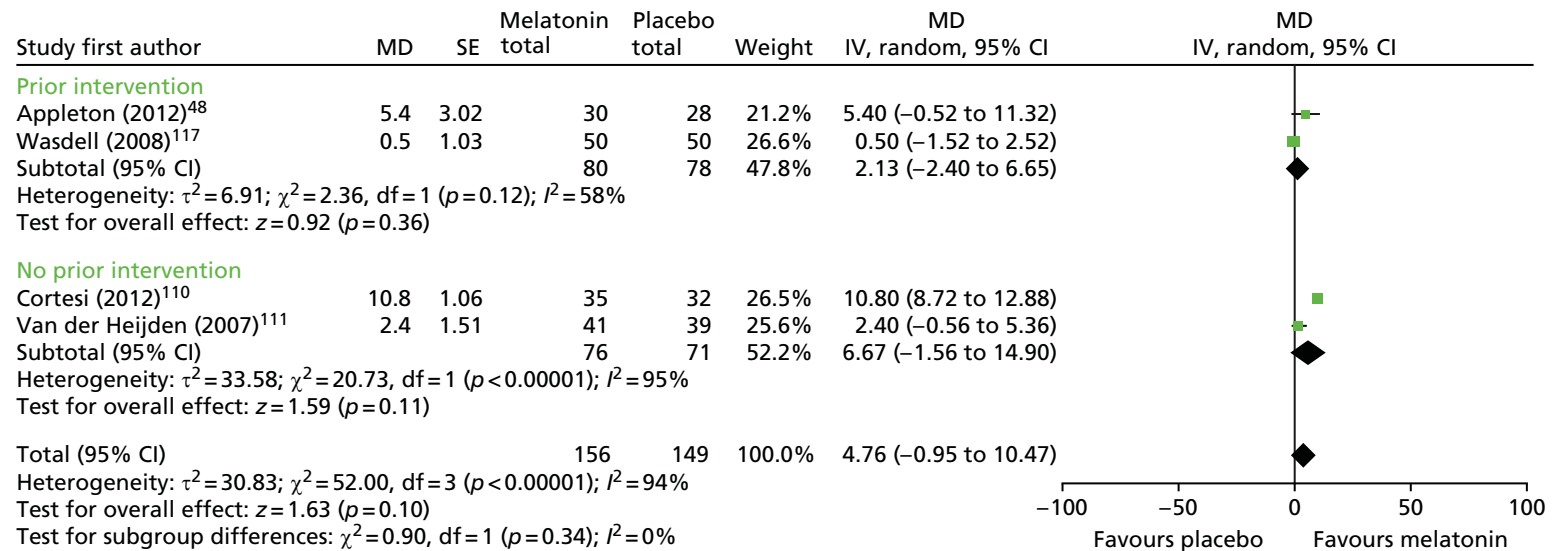 Melatonin Placebo MD MD
Study first author MD SE total total Weight IV, random, 95% CI IV, random, 95% CI
Prior intervention
Appleton (2012)48 5.4 3.02 30 28 21.2% 5.40 (−0.52 to 11.32)
Wasdell (2008)117 0.5 1.03 50 50 26.6% 0.50 (−1.52 to 2.52)
Subtotal (95% CI) 80 78 47.8% 2.13 (−2.40 to 6.65)
Heterogeneity: τ2=6.91; χ2=2.36, df=1 (p=0.12); I2=58%
Test for overall effect: z=0.92 (p=0.36)
No prior intervention
Cortesi (2012)110 10.8 1.06 35 32 26.5% 10.80 (8.72 to 12.88)
Van der Heijden (2007)111 2.4 1.51 41 39 25.6% 2.40 (−0.56 to 5.36)
Subtotal (95% CI) 76 71 52.2% 6.67 (−1.56 to 14.90)
Heterogeneity: τ2=33.58; χ2=20.73, df=1 (p<0.00001); I2=95%
Test for overall effect: z=1.59 (p=0.11)
Total (95% CI) 156 149 100.0% 4.76 (−0.95 to 10.47)
Heterogeneity: τ2=30.83; χ2=52.00, df=3 (p<0.00001); I2=94%
Test for overall effect: z=1.63 (p=0.10)
Test for subgroup differences: χ2=0.90, df=1 (p=0.34); I2=0%
−100 −50 0 50 100
Favours placebo Favours melatonin